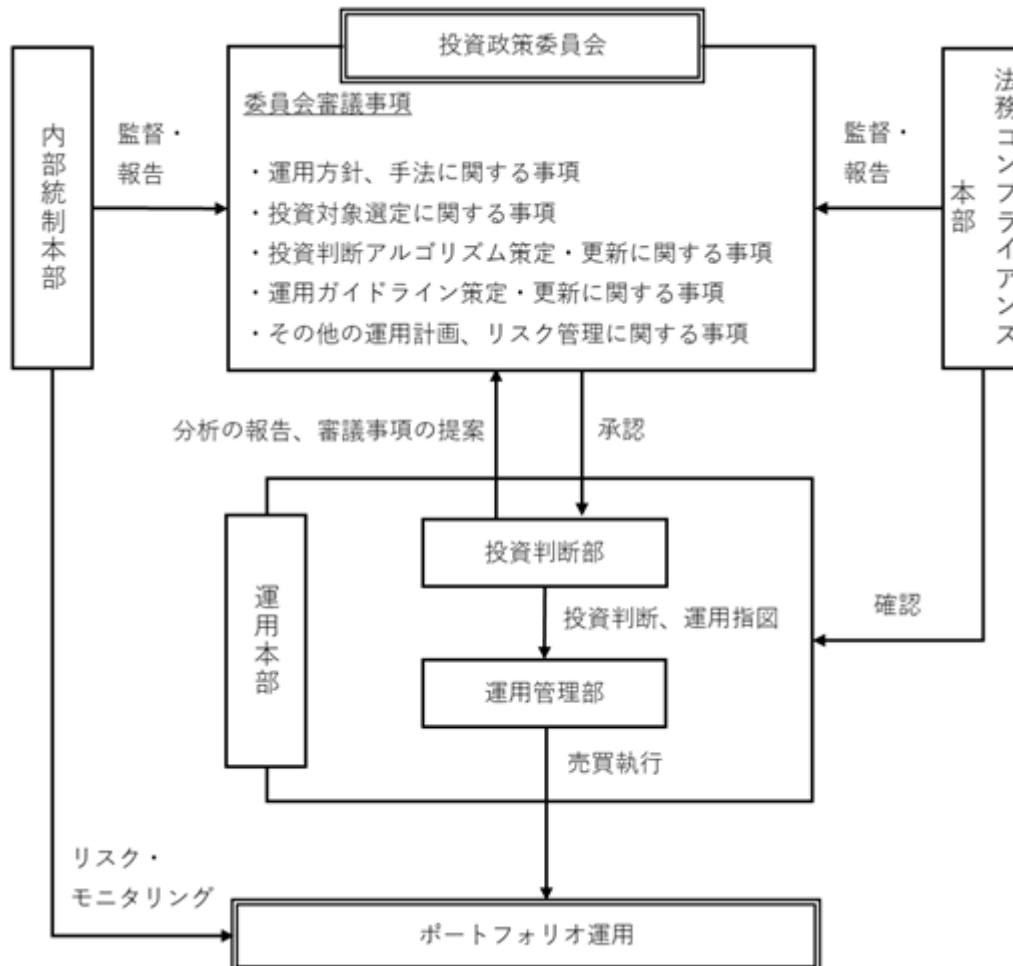 投資政策委員会
委員会審議事項
・運用方針、手法に関する事項
・投資対象選定に関する事項
・投資判断アルゴリズム策定・更新に関する事項
・運用ガイドライン策定・更新に関する事項
・その他の運用計画、リスク管理に関する事項
内部統制本部
監督・
報告
監督・
報告
法務コンプライアンス
本部
分析の報告、審議事項の提案
承認
運用本部
投資判断部
投資判断、運用指図
運用管理部
売買執行
確認
リスク・
モニタリング
ポートフォリオ運用